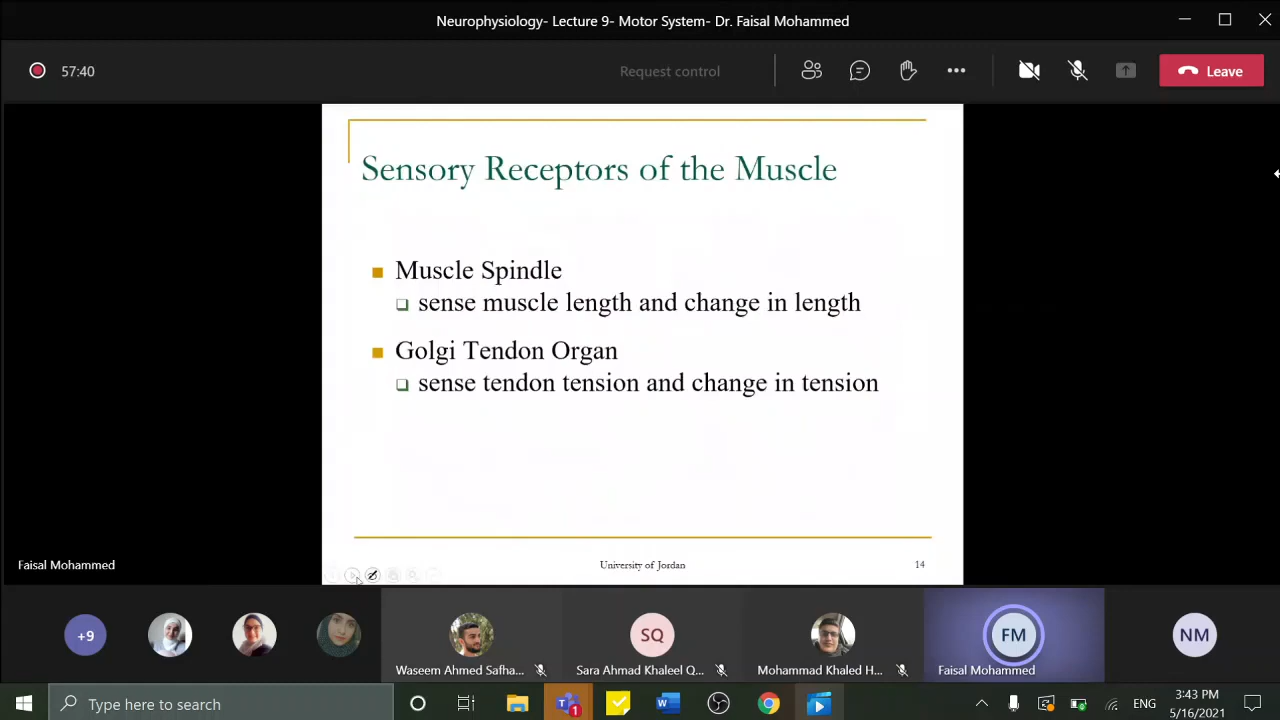 Neurophysiology- Lecture 9- Motor System- Dr. Faisal Mohammed
57:40
Request control
Leave
Sensory Receptors of the Muscle
Muscle Spindle
sense muscle length and change in length
Golgi Tendon Organ
sense tendon tension and change in tension
University of Jordan
14
Faisal Mohammed
+9
SQ
FM
NM
Waseem Ahmed Safha...
Sara Ahmad Khaleel Q...
Mohammad Khaled H...
Faisal Mohammed
Type here to search
1
ENG
3:43 PM
5/16/2021